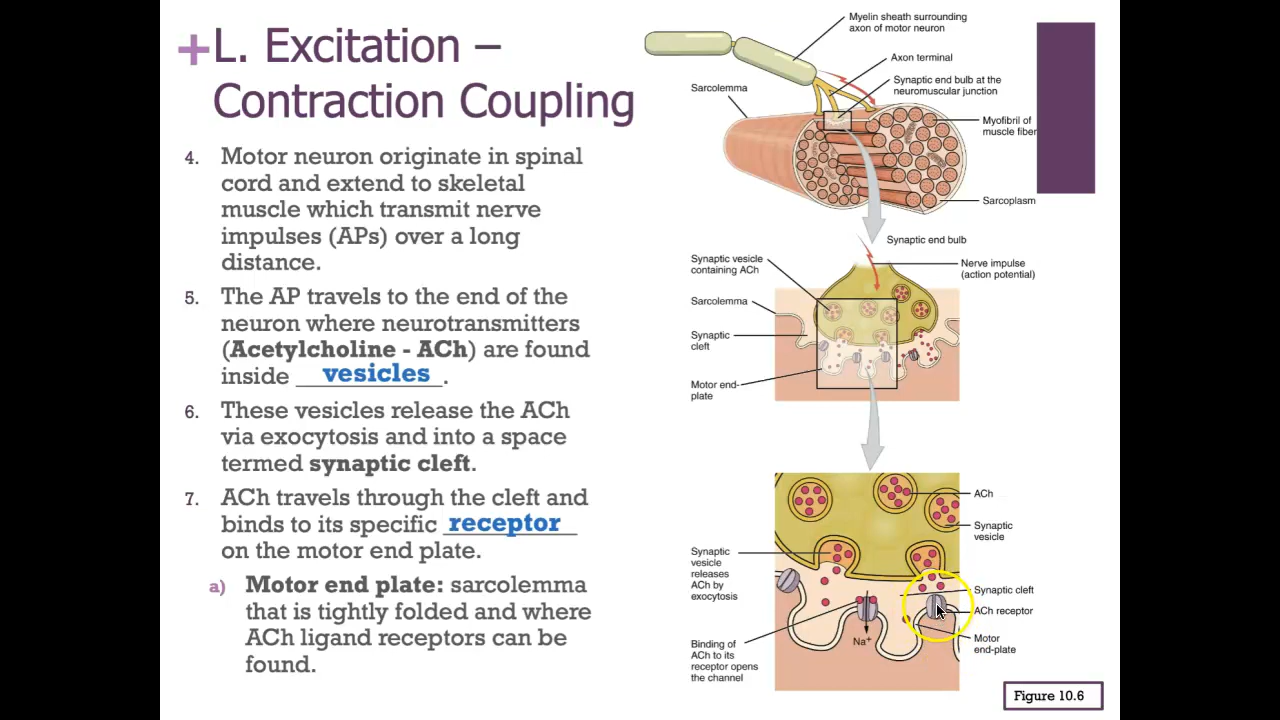 +L. Excitation –
Contraction Coupling
4. Motor neuron originate in spinal
cord and extend to skeletal
muscle which transmit nerve
impulses (APs) over a long
distance.
5. The AP travels to the end of the
neuron where neurotransmitters
(Acetylcholine - ACh) are found
inside vesicles.
6. These vesicles release the ACh
via exocytosis and into a space
termed synaptic cleft.
7. ACh travels through the cleft and
binds to its specific receptor
on the motor end plate.
a) Motor end plate: sarcolemma
that is tightly folded and where
ACh ligand receptors can be
found.
Myelin sheath surrounding
axon of motor neuron
Axon terminal
Synaptic end bulb at the
neuromuscular junction
Sarcolemma
Myofibril of
muscle fiber
Sarcoplasm
Synaptic end bulb
Synaptic vesicle
containing ACh
Nerve impulse
(action potential)
Sarcolemma
Synaptic
cleft
Motor end-
plate
ACh
Synaptic
vesicle
Synaptic
vesicle
releases
ACh by
exocytosis
Synaptic cleft
ACh receptor
Na+
Motor
end-plate
Binding of
ACh to its
receptor opens
the channel
Figure 10.6